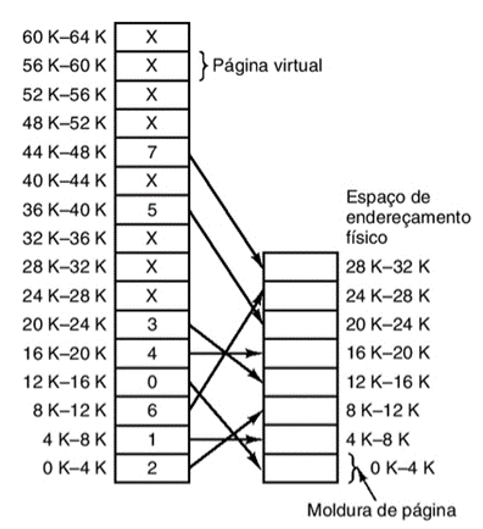 60 K–64 K X
56 K–60 K X Página virtual
52 K–56 K X
48 K–52 K X
44 K–48 K 7
40 K–44 K X
36 K–40 K 5
32 K–36 K X
28 K–32 K X
24 K–28 K X
20 K–24 K 3
16 K–20 K 4
12 K–16 K 0
8 K–12 K 6
4 K–8 K 1
0 K–4 K 2
Espaço de
endereçamento
físico
28 K–32 K
24 K–28 K
20 K–24 K
16 K–20 K
12 K–16 K
8 K–12 K
4 K–8 K
0 K–4 K
Moldura de página